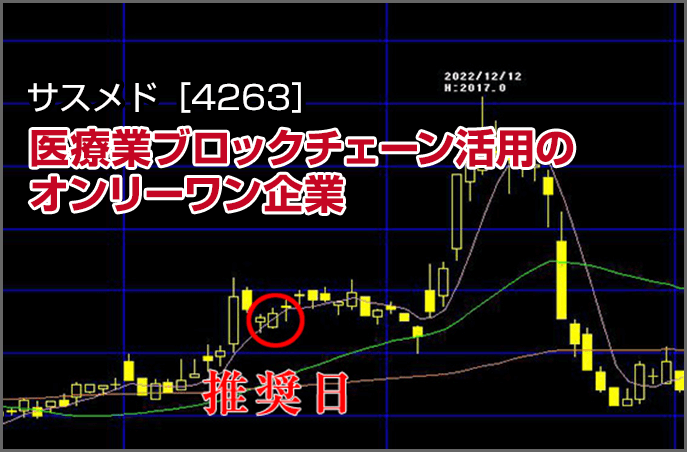 2022/12/12
H:2017.0
サスメド [4263]
医療業ブロックチェーン活用の
オンリーワン企業
推奨日